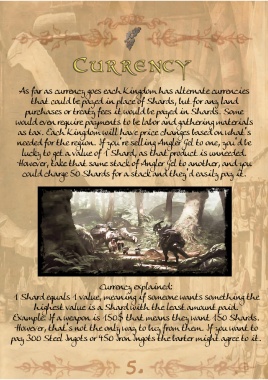 Currency
As far as currency goes each Kingdom has alternate currencies
that could be payed in place of Shards, but for any land
purchases or treaty fees it would be payed in Shards. Some
would even require payments to be labor and gathering materials
as tax. Each Kingdom will have price changes based on what's
needed for the region. If you're selling Angler Gel to one, you'd be
lucky to get a value of 1 Shard, as that product is unneeded.
However, take that same stack of Angler Gel to another, and you
could charge 50 Shards for a stack and they'd easily pay it.
Currency explained:
1 Shard equals 1 value, meaning if someone wants something the
highest value is a Shard with the least amount paid.
Example: If a weapon is 150$ that means they want 150 Shards.
However, that's not the only way to buy from them. If you want to
pay 300 Steel Ingots or 450 Iron Ingots the barter might agree to it.
5.